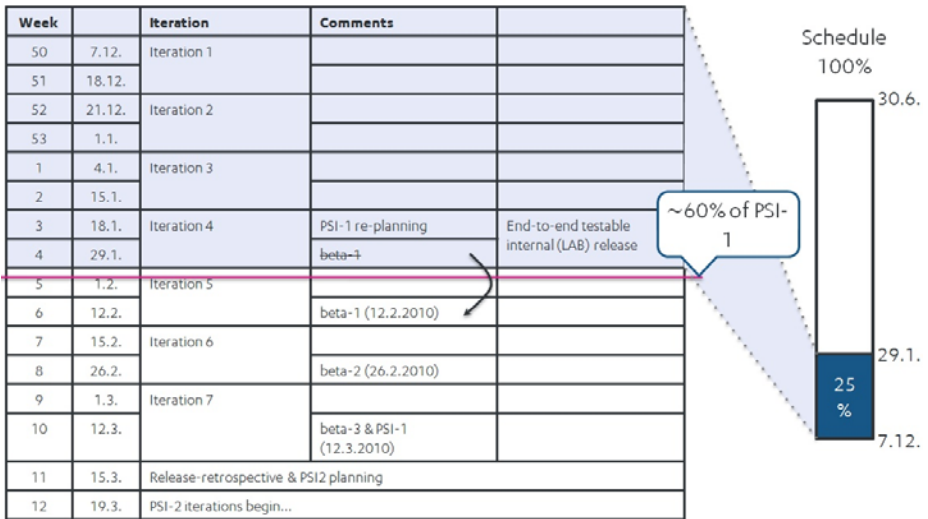 Week Iteration Comments
50 7.12. Iteration 1
51 18.12.
52 21.12. Iteration 2
53 1.1.
1 4.1. Iteration 3
2 15.1.
3 18.1. Iteration 4 PSI-1 re-planning End-to-end testable
internal (LAB) release
4 29.1. beta-1
5 1.2. Iteration 5
6 12.2. beta-1 (12.2.2010)
7 15.2. Iteration 6
8 26.2. beta-2 (26.2.2010)
9 1.3. Iteration 7
10 12.3. beta-3 & PSI-1
(12.3.2010)
11 15.3. Release-retrospective & PSI2 planning
12 19.3. PSI-2 iterations begin...
~60% of PSI-
1
Schedule
100%
30.6.
29.1.
25
%
7.12.